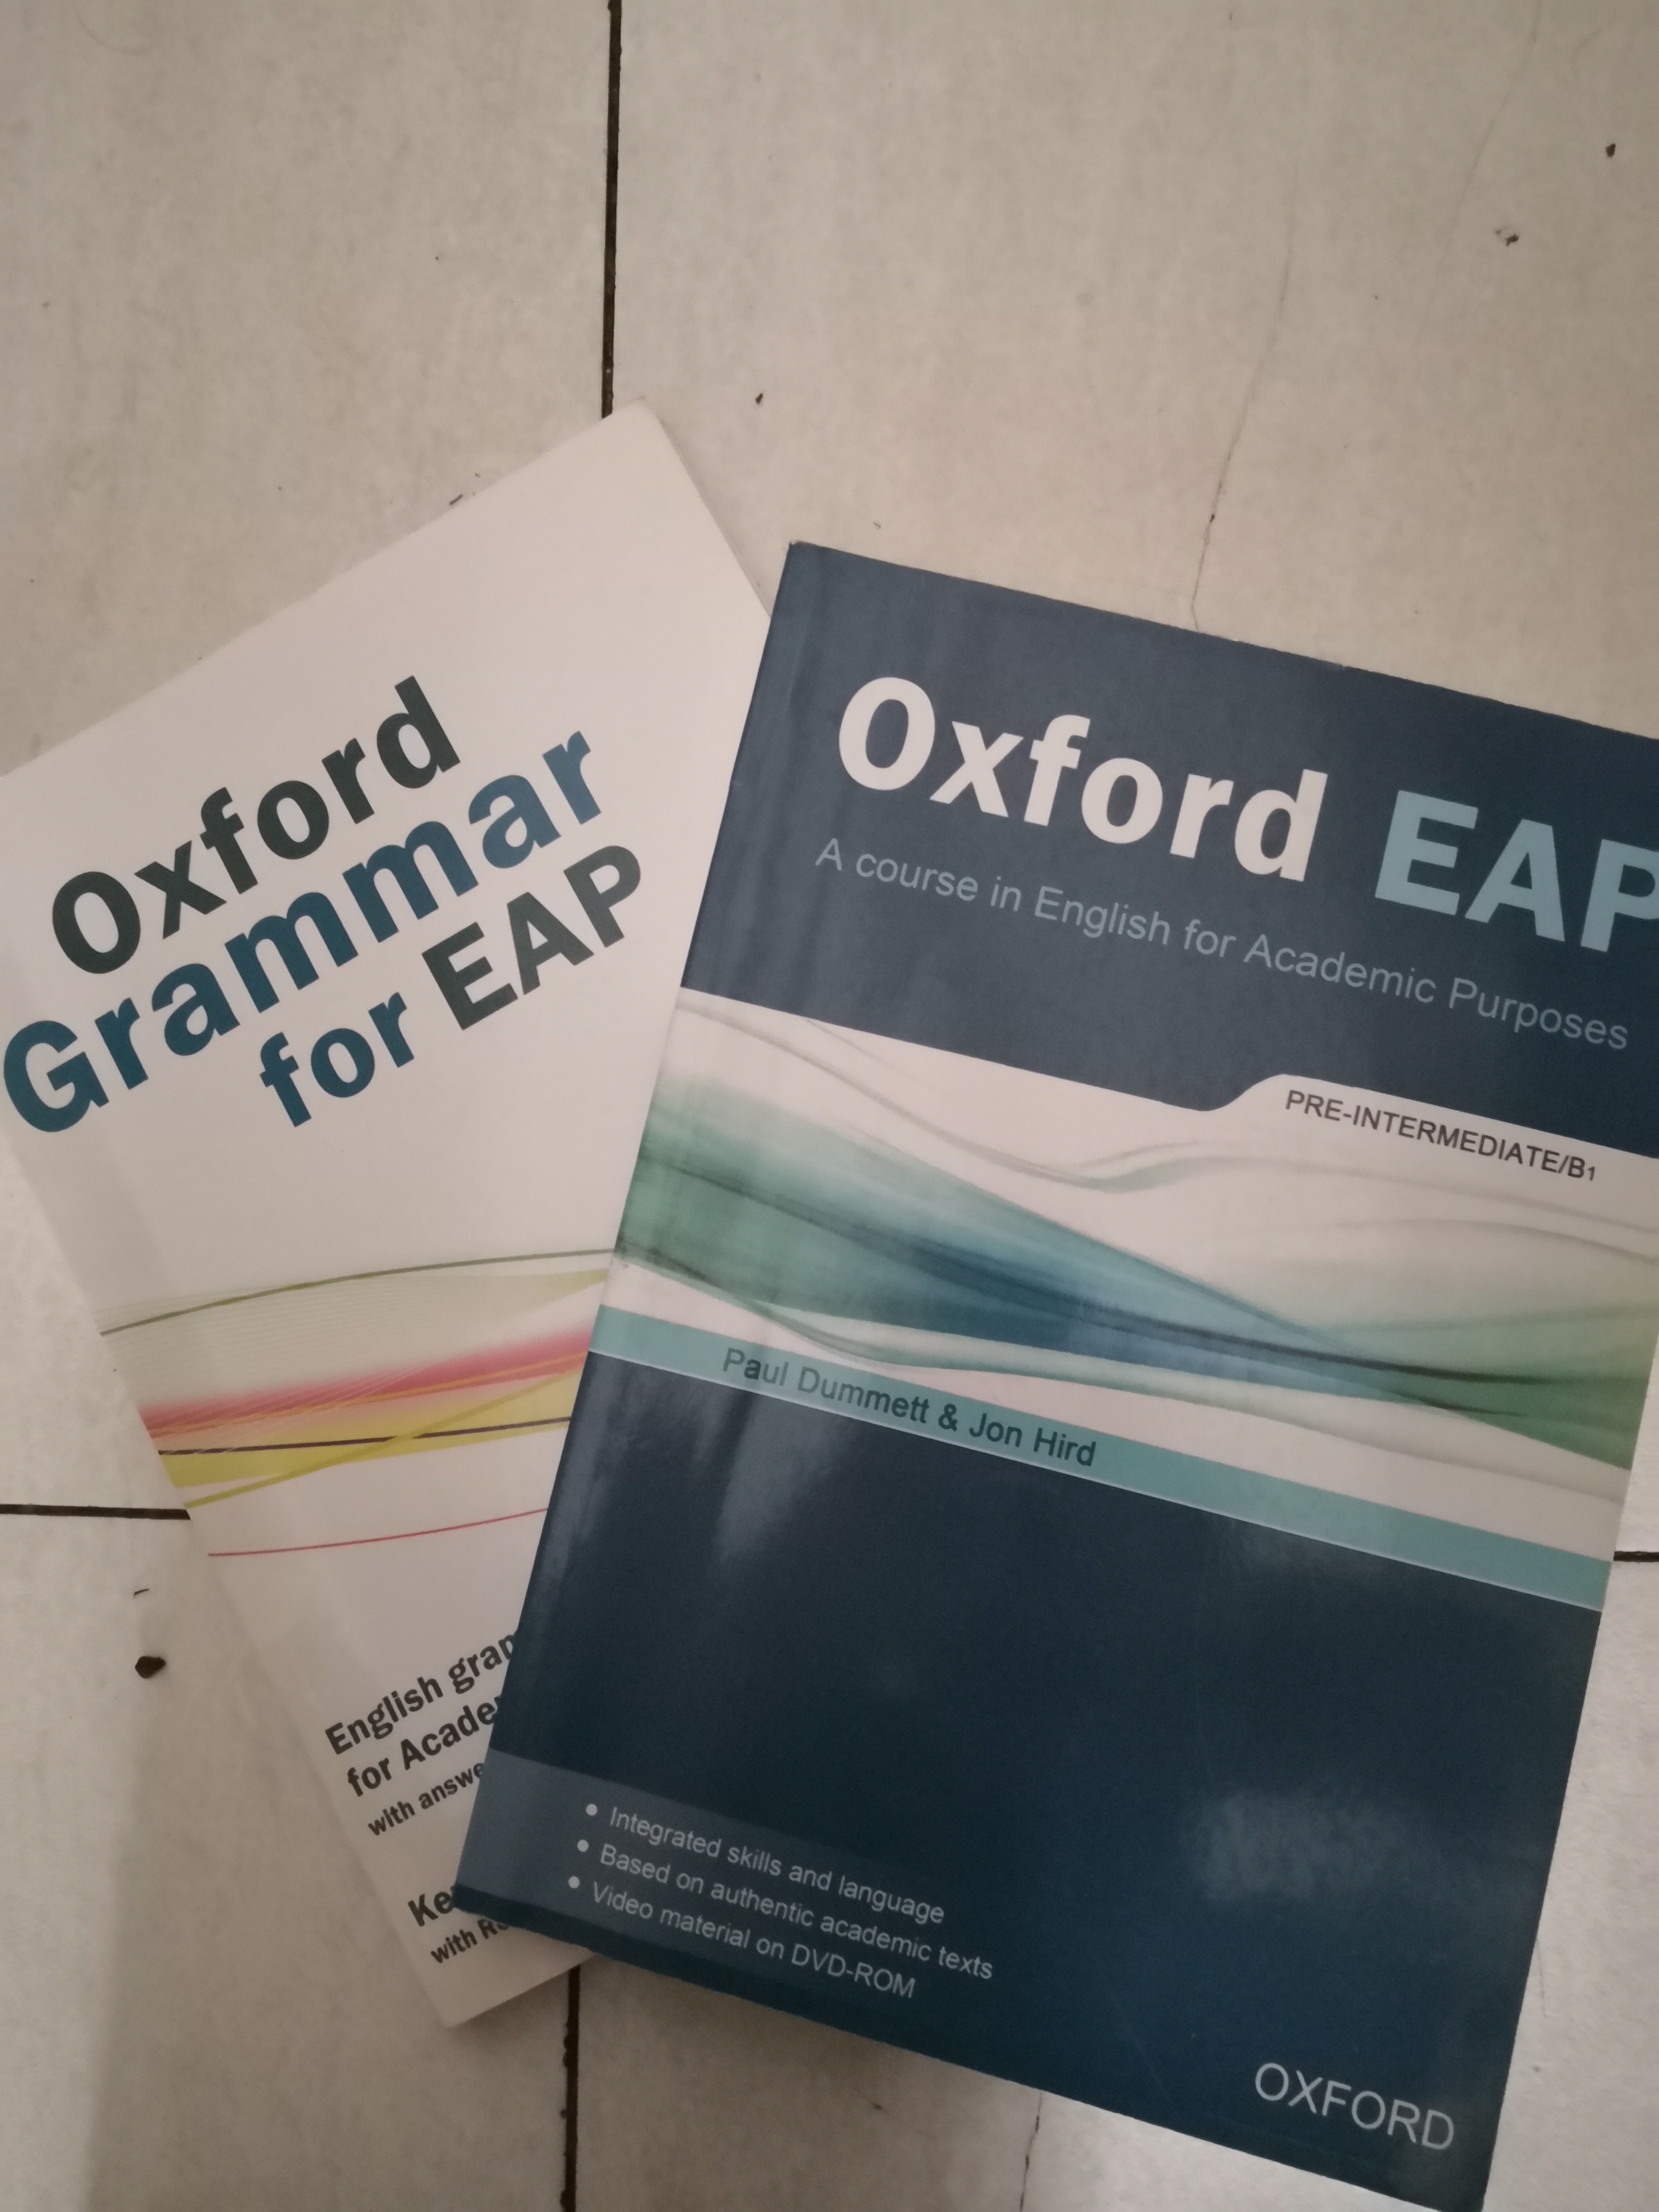 Oxford
Grammar
for EAP
English gram
for Acade
with answe
Ke
with R
Oxford EAP
A course in English for Academic Purposes
PRE-INTERMEDIATE/B1
Paul Dummett & Jon Hird
• Integrated skills and language
• Based on authentic academic texts
• Video material on DVD-ROM
OXFORD